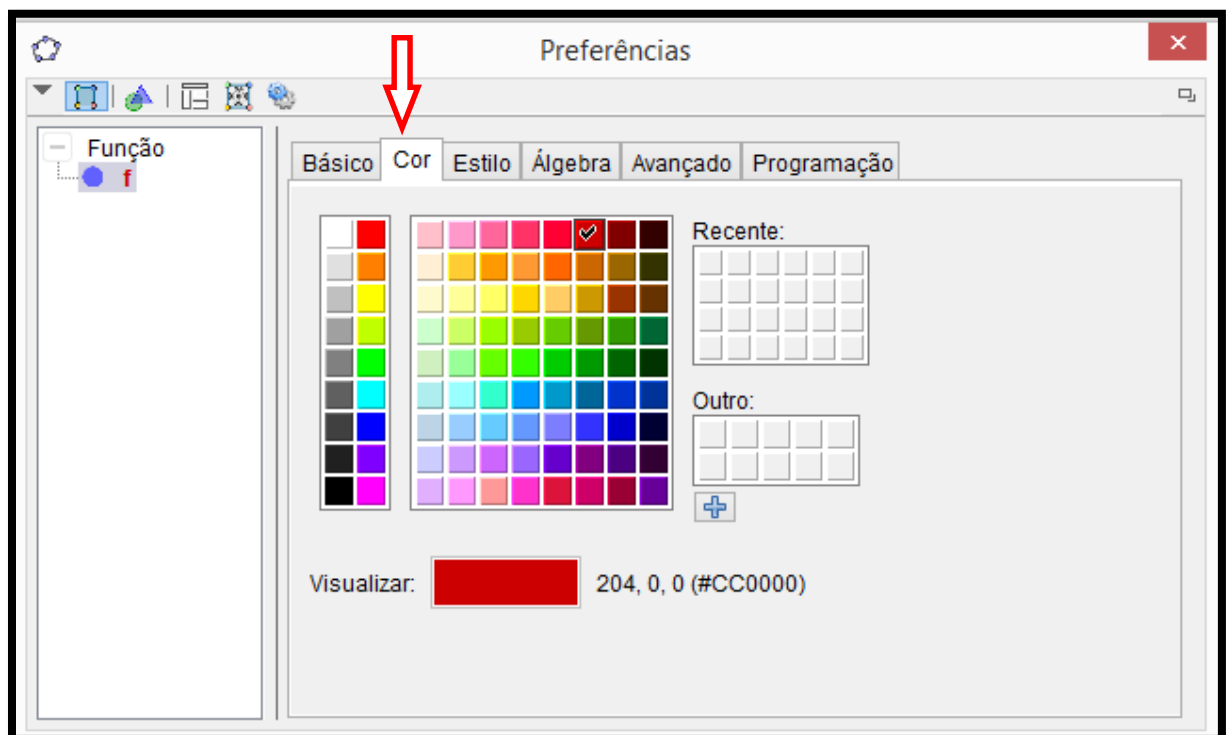 Preferências
Função
f
Básico Cor Estilo Álgebra Avançado Programação
Recente:
Outro:
Visualizar: 204, 0, 0 (#CC0000)